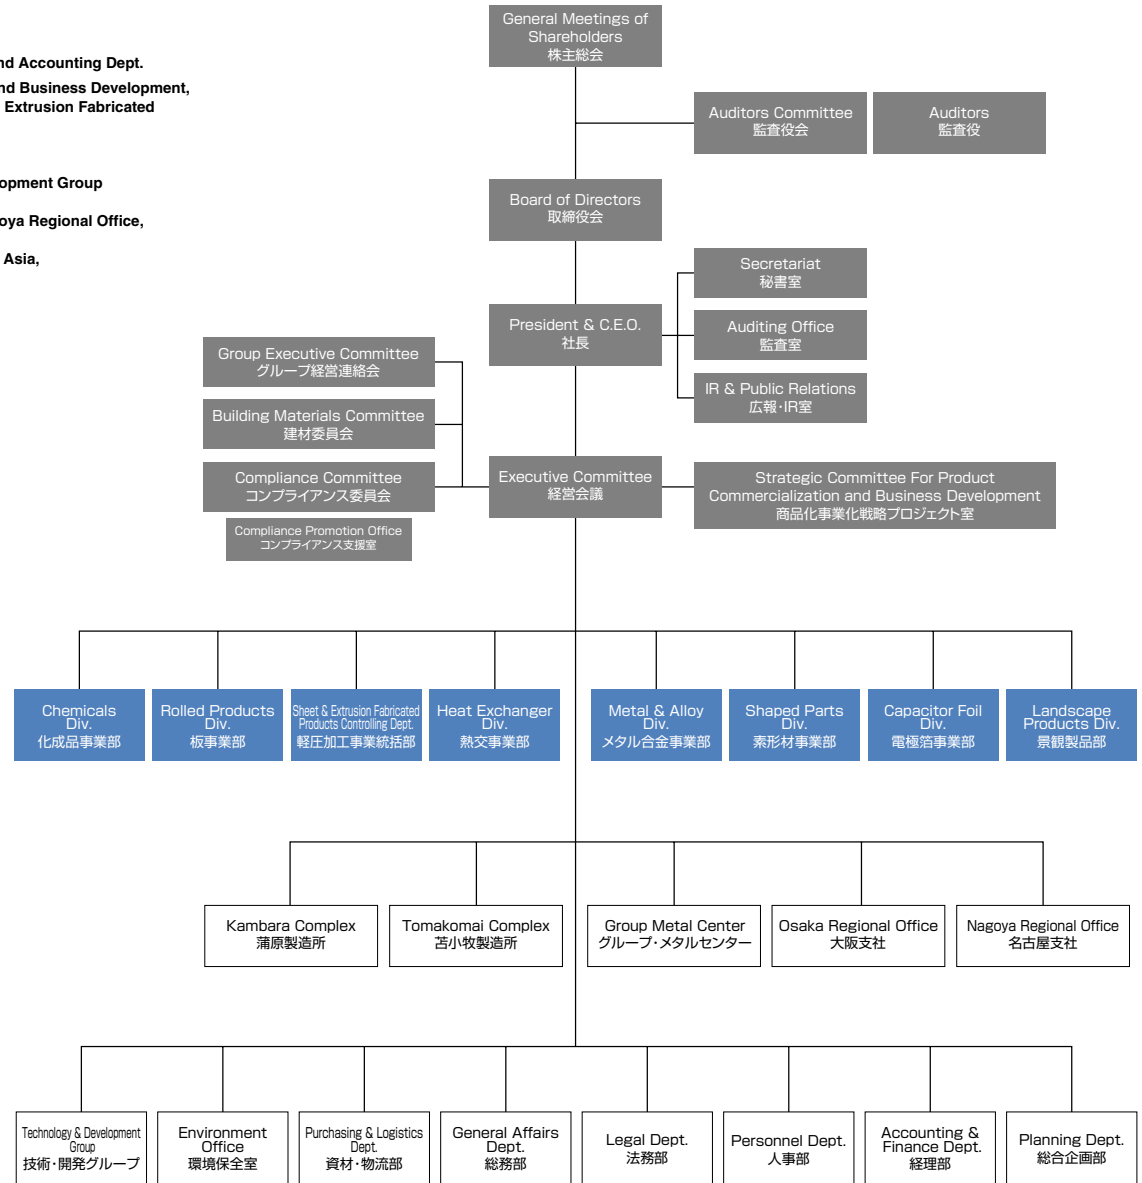 nd Accounting Dept.
nd Business Development,
Extrusion Fabricated
opment Group
oya Regional Office,
Asia,
General Meetings of
Shareholders
株主総会
Auditors Committee
監査役会
Auditors
監査役
Board of Directors
取締役会
Secretariat
秘書室
President & C.E.O.
社長
Auditing Office
監査室
IR & Public Relations
広報・IR室
Group Executive Committee
グループ経営連絡会
Building Materials Committee
建材委員会
Compliance Committee
コンプライアンス委員会
Compliance Promotion Office
コンプライアンス支援室
Executive Committee
経営会議
Strategic Committee For Product
Commercialization and Business Development
商品化事業化戦略プロジェクト室
Chemicals
Div.
化成品事業部
Rolled Products
Div.
板事業部
Sheet & Extrusion Fabricated
Products Controlling Dept.
軽圧加工事業統括部
Heat Exchanger
Div.
熱交事業部
Metal & Alloy
Div.
メタル合金事業部
Shaped Parts
Div.
素形材事業部
Capacitor Foil
Div.
電極箔事業部
Landscape
Products Div.
景観製品部
Kambara Complex
蒲原製造所
Tomakomai Complex
苫小牧製造所
Group Metal Center
グループ・メタルセンター
Osaka Regional Office
大阪支社
Nagoya Regional Office
名古屋支社
Technology & Development
Group
技術・開発グループ
Environment
Office
環境保全室
Purchasing & Logistics
Dept.
資材・物流部
General Affairs
Dept.
総務部
Legal Dept.
法務部
Personnel Dept.
人事部
Accounting &
Finance Dept.
経理部
Planning Dept.
総合企画部